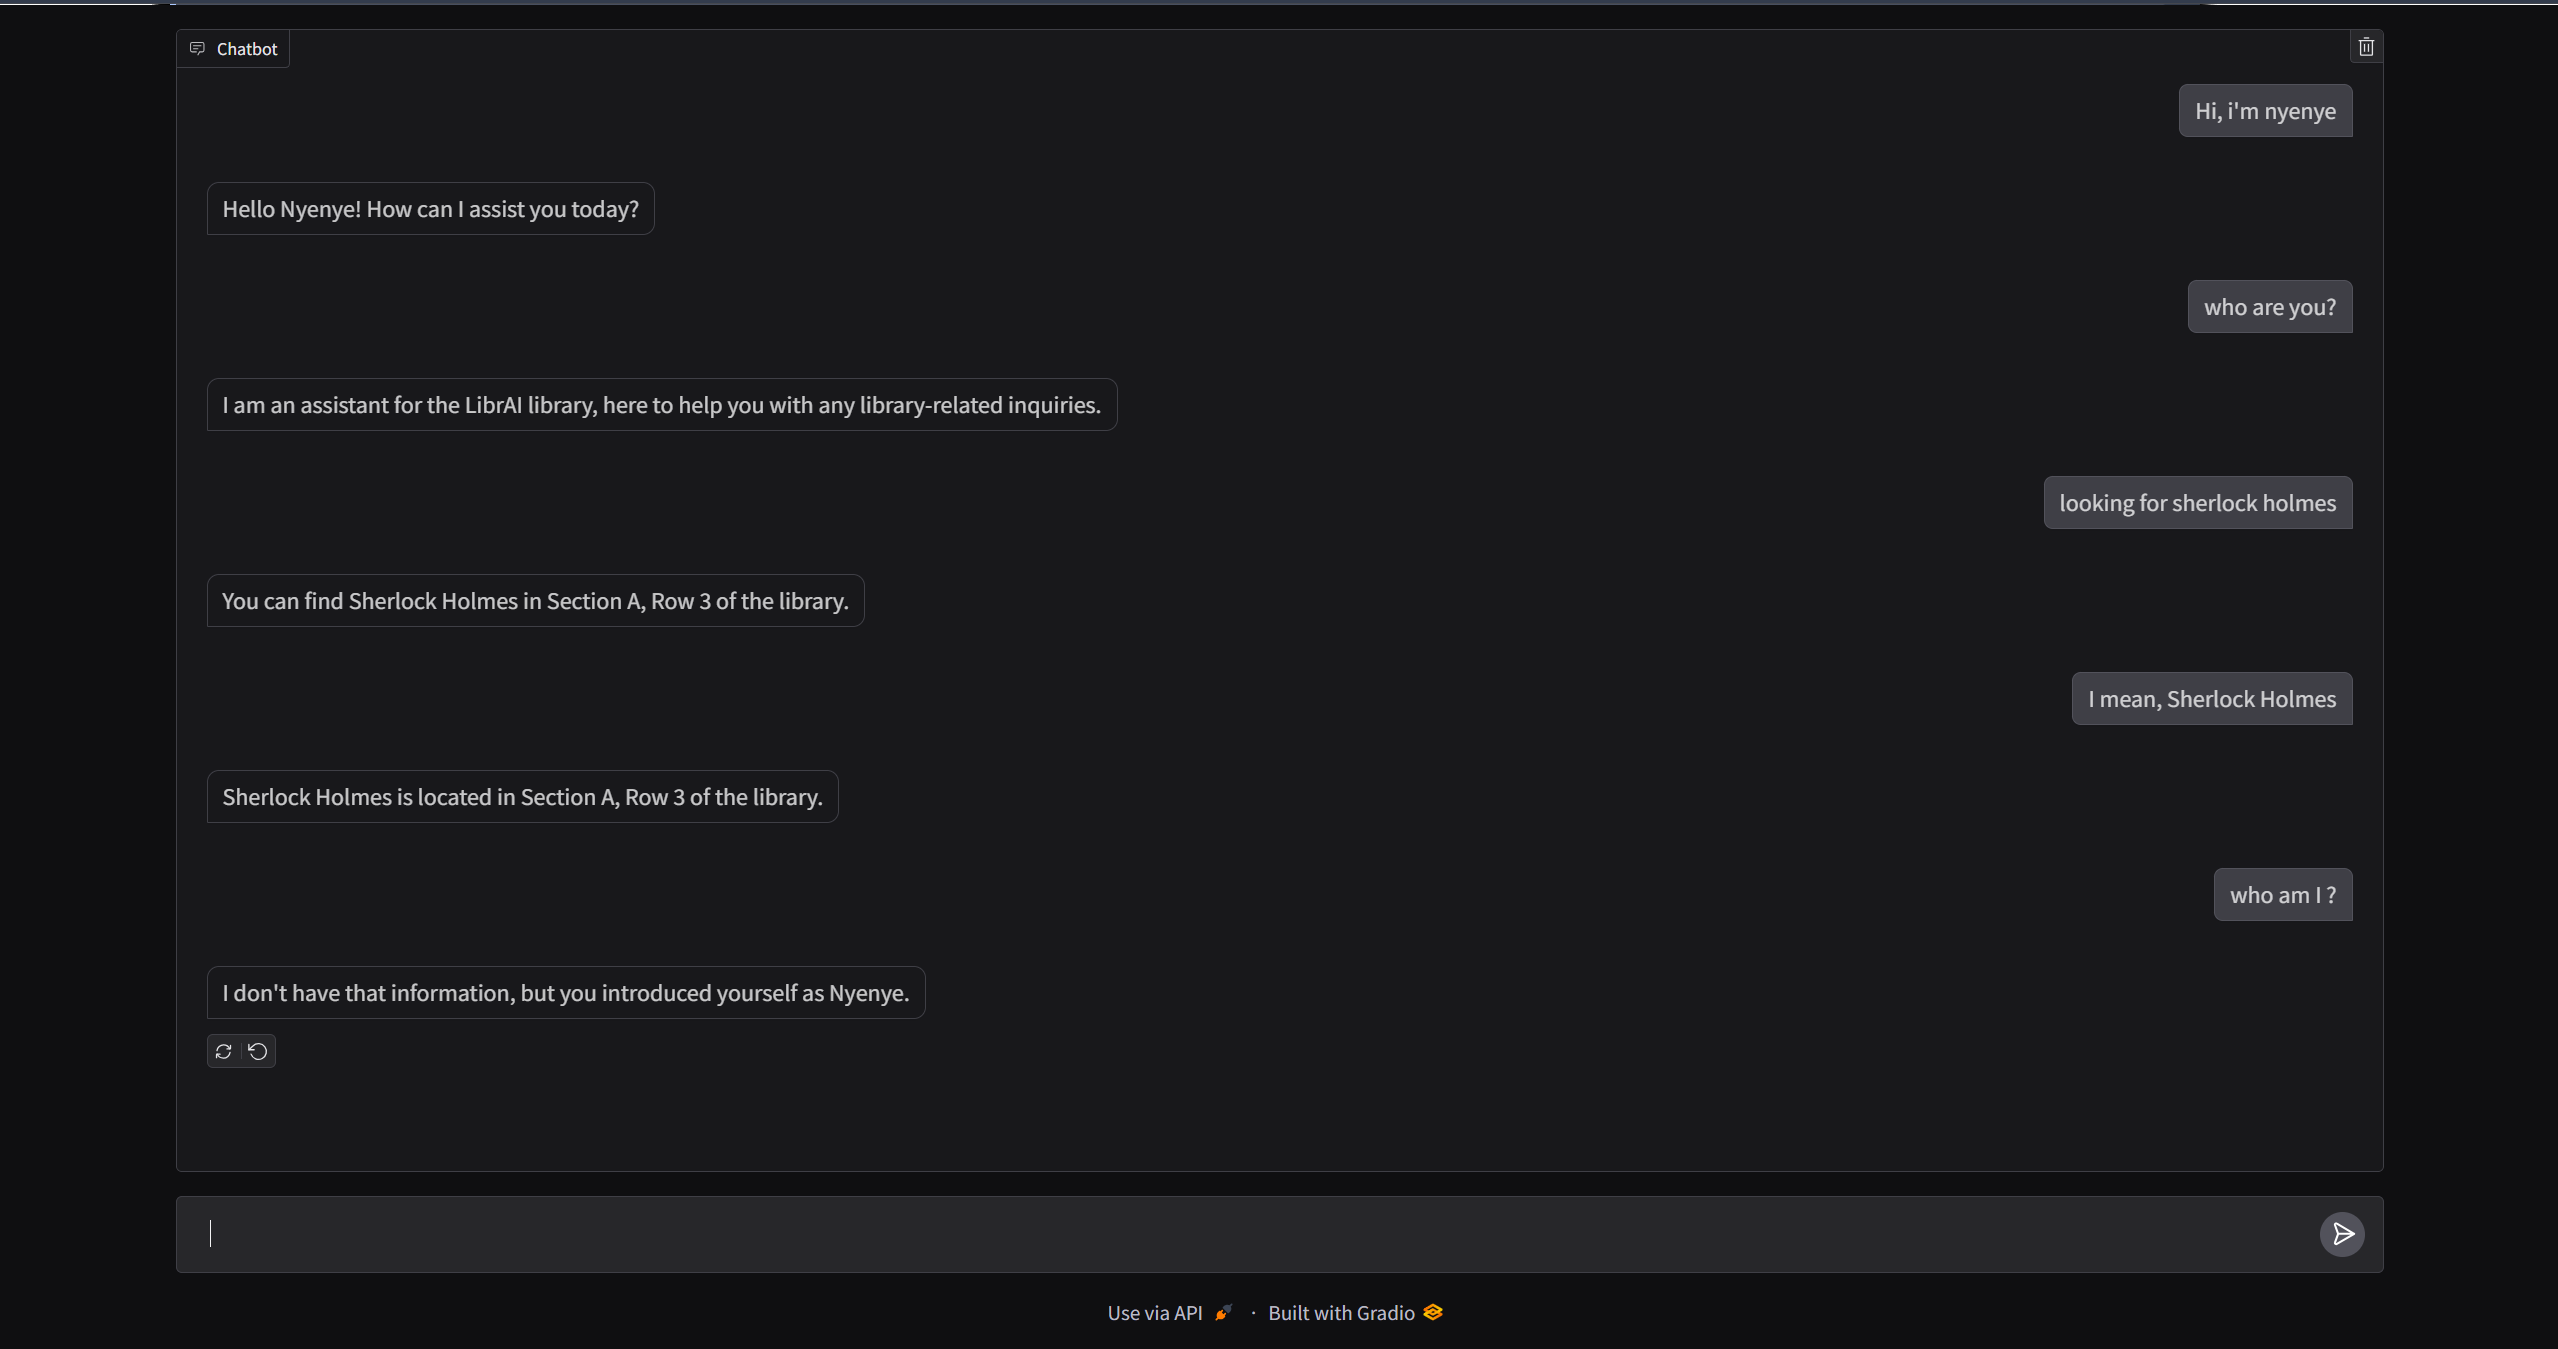 Chatbot
Hi, i'm nyenye
Hello Nyenye! How can I assist you today?
who are you?
I am an assistant for the LibrAI library, here to help you with any library-related inquiries.
looking for sherlock holmes
You can find Sherlock Holmes in Section A, Row 3 of the library.
I mean, Sherlock Holmes
Sherlock Holmes is located in Section A, Row 3 of the library.
who am I ?
I don't have that information, but you introduced yourself as Nyenye.
Use via API · Built with Gradio